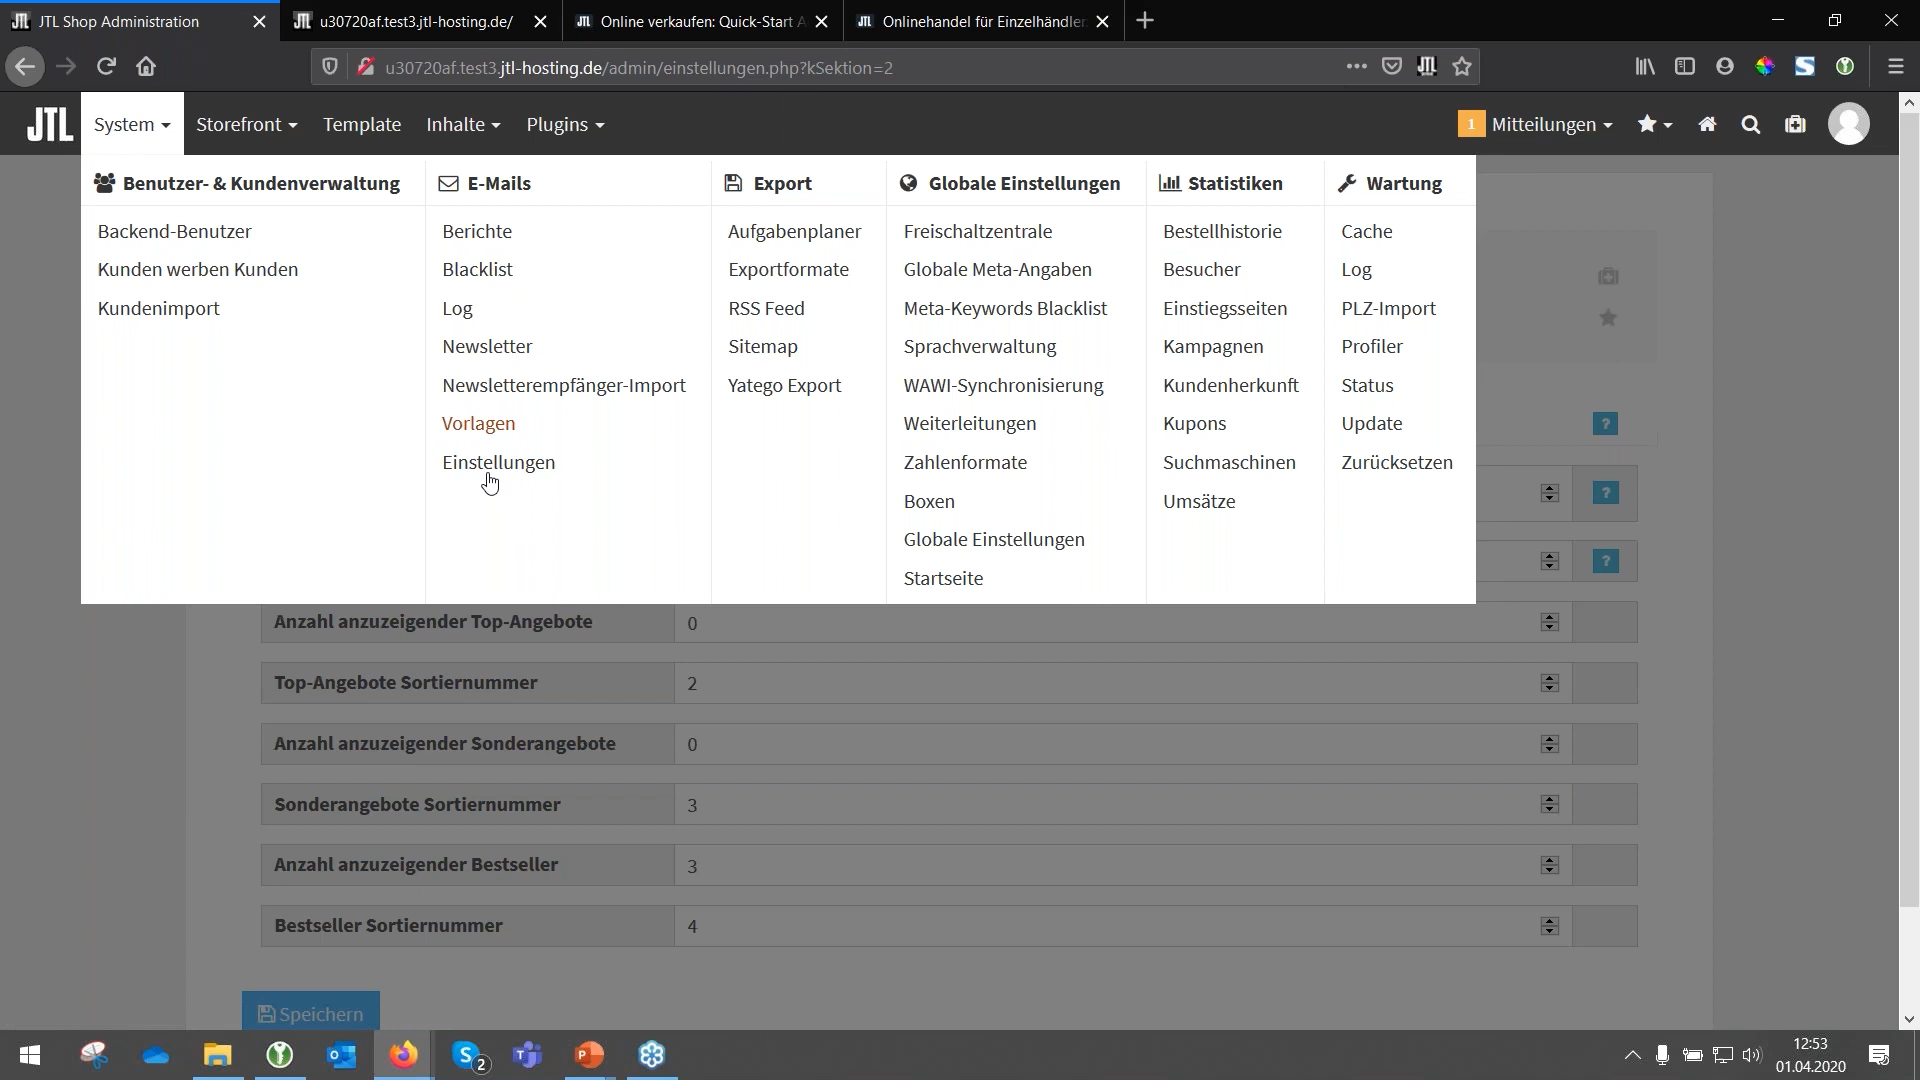 JTL Shop Administration
u30720af.test3.jtl-hosting.de/
Online verkaufen: Quick-Start A
Onlinehandel für Einzelhändler
u30720af.test3.jtl-hosting.de/admin/einstellungen.php?kSektion=2
JTL System Storefront Template Inhalte Plugins
1 Mitteilungen
Benutzer- & Kundenverwaltung
Backend-Benutzer
Kunden werben Kunden
Kundenimport
E-Mails
Berichte
Blacklist
Log
Newsletter
Newsletterempfänger-Import
Vorlagen
Einstellungen
Export
Aufgabenplaner
Exportformate
RSS Feed
Sitemap
Yatego Export
Globale Einstellungen
Freischaltzentrale
Globale Meta-Angaben
Meta-Keywords Blacklist
Sprachverwaltung
WAWI-Synchronisierung
Weiterleitungen
Zahlenformate
Boxen
Globale Einstellungen
Startseite
Statistiken
Bestellhistorie
Besucher
Einstiegsseiten
Kampagnen
Kundenherkunft
Kupons
Suchmaschinen
Umsätze
Wartung
Cache
Log
PLZ-Import
Profiler
Status
Update
Zurücksetzen
?
?
?
Anzahl anzuzeigender Top-Angebote 0
Top-Angebote Sortiernummer 2
Anzahl anzuzeigender Sonderangebote 0
Sonderangebote Sortiernummer 3
Anzahl anzuzeigender Bestseller 3
Bestseller Sortiernummer 4
Speichern
2
12:53
01.04.2020